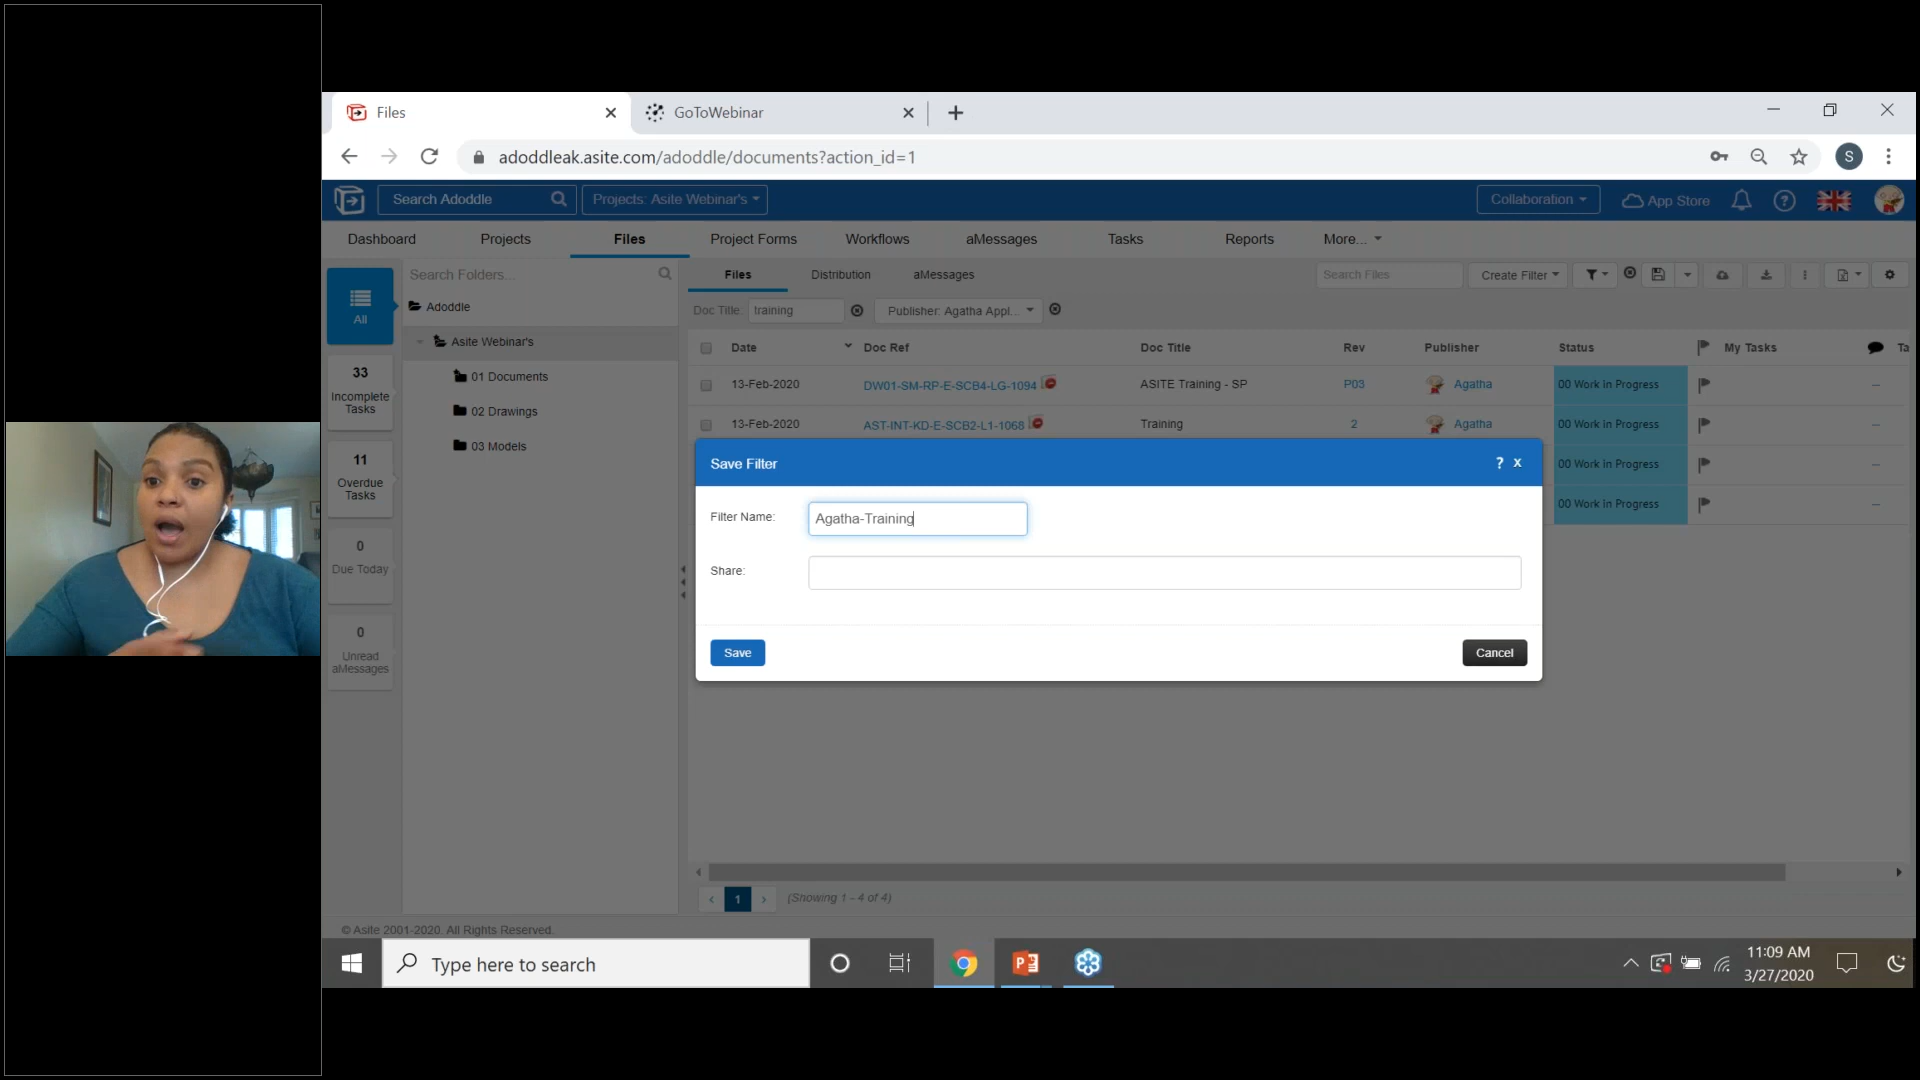 Files
GoToWebinar
adoddleak.asite.com/adoddle/documents?action_id=1
S
Search Adoddle
Projects: Asite Webinar's
Collaboration
App Store
Dashboard Projects Files Project Forms Workflows aMessages Tasks Reports More...
All
33
Incomplete
Tasks
11
Overdue
Tasks
0
Due Today
0
Unread
aMessages
Search Folders...
Adoddle
Asite Webinar's
01 Documents
02 Drawings
03 Models
Files Distribution aMessages
Search Files
Create Filter
Doc Title: training
Publisher: Agatha Appl...
Date Doc Ref Doc Title Rev Publisher Status My Tasks Ta
13-Feb-2020 DW01-SM-RP-E-SCB4-LG-1094 ASITE Training - SP P03 Agatha 00 Work In Progress --
13-Feb-2020 AST-INT-KD-E-SCB2-L1-1068 Training 2 Agatha 00 Work In Progress --
00 Work In Progress --
00 Work In Progress --
Save Filter
? x
Filter Name: Agatha-Training
Share:
Save
Cancel
‹ 1 › (Showing 1 - 4 of 4)
© Asite 2001-2020. All Rights Reserved.
Type here to search
11:09 AM
3/27/2020